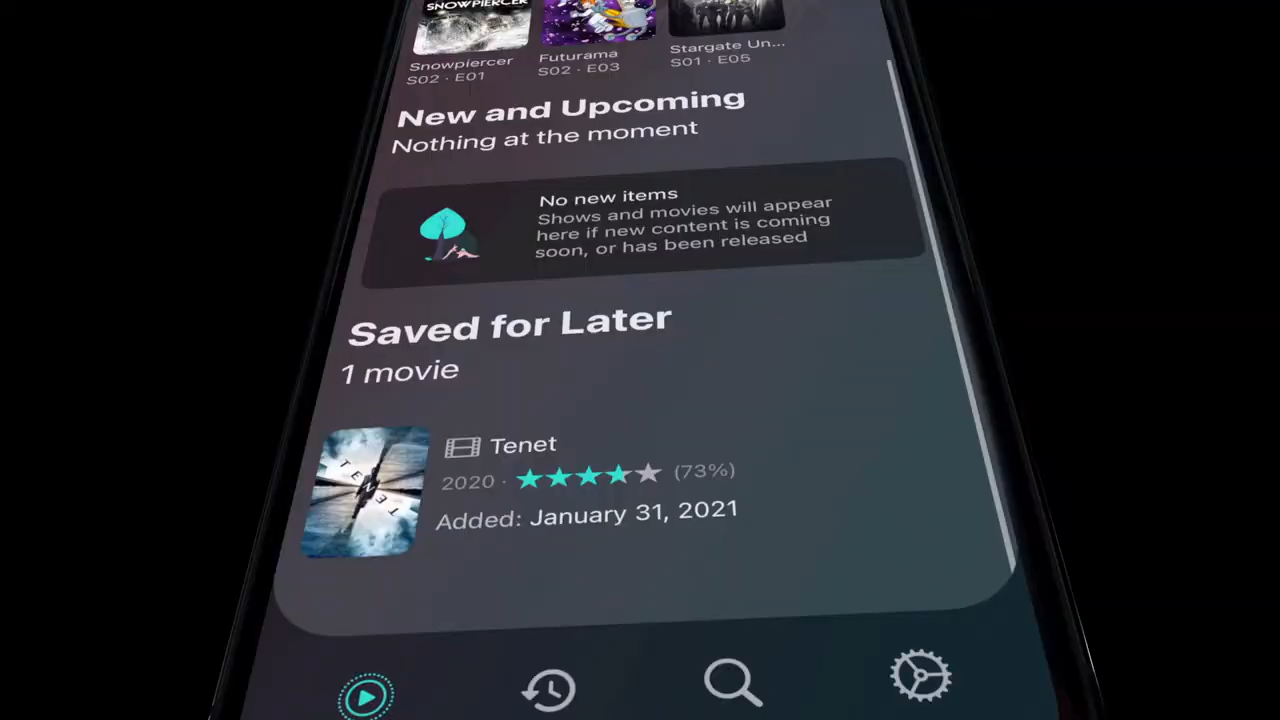 SNOWPIERCER
Snowpiercer
S02 · E01
Futurama
S02 · E03
Stargate Un...
S01 · E05
New and Upcoming
Nothing at the moment
No new items
Shows and movies will appear
here if new content is coming
soon, or has been released
Saved for Later
1 movie
TENET
Tenet
2020 ·
(73%)
Added: January 31, 2021